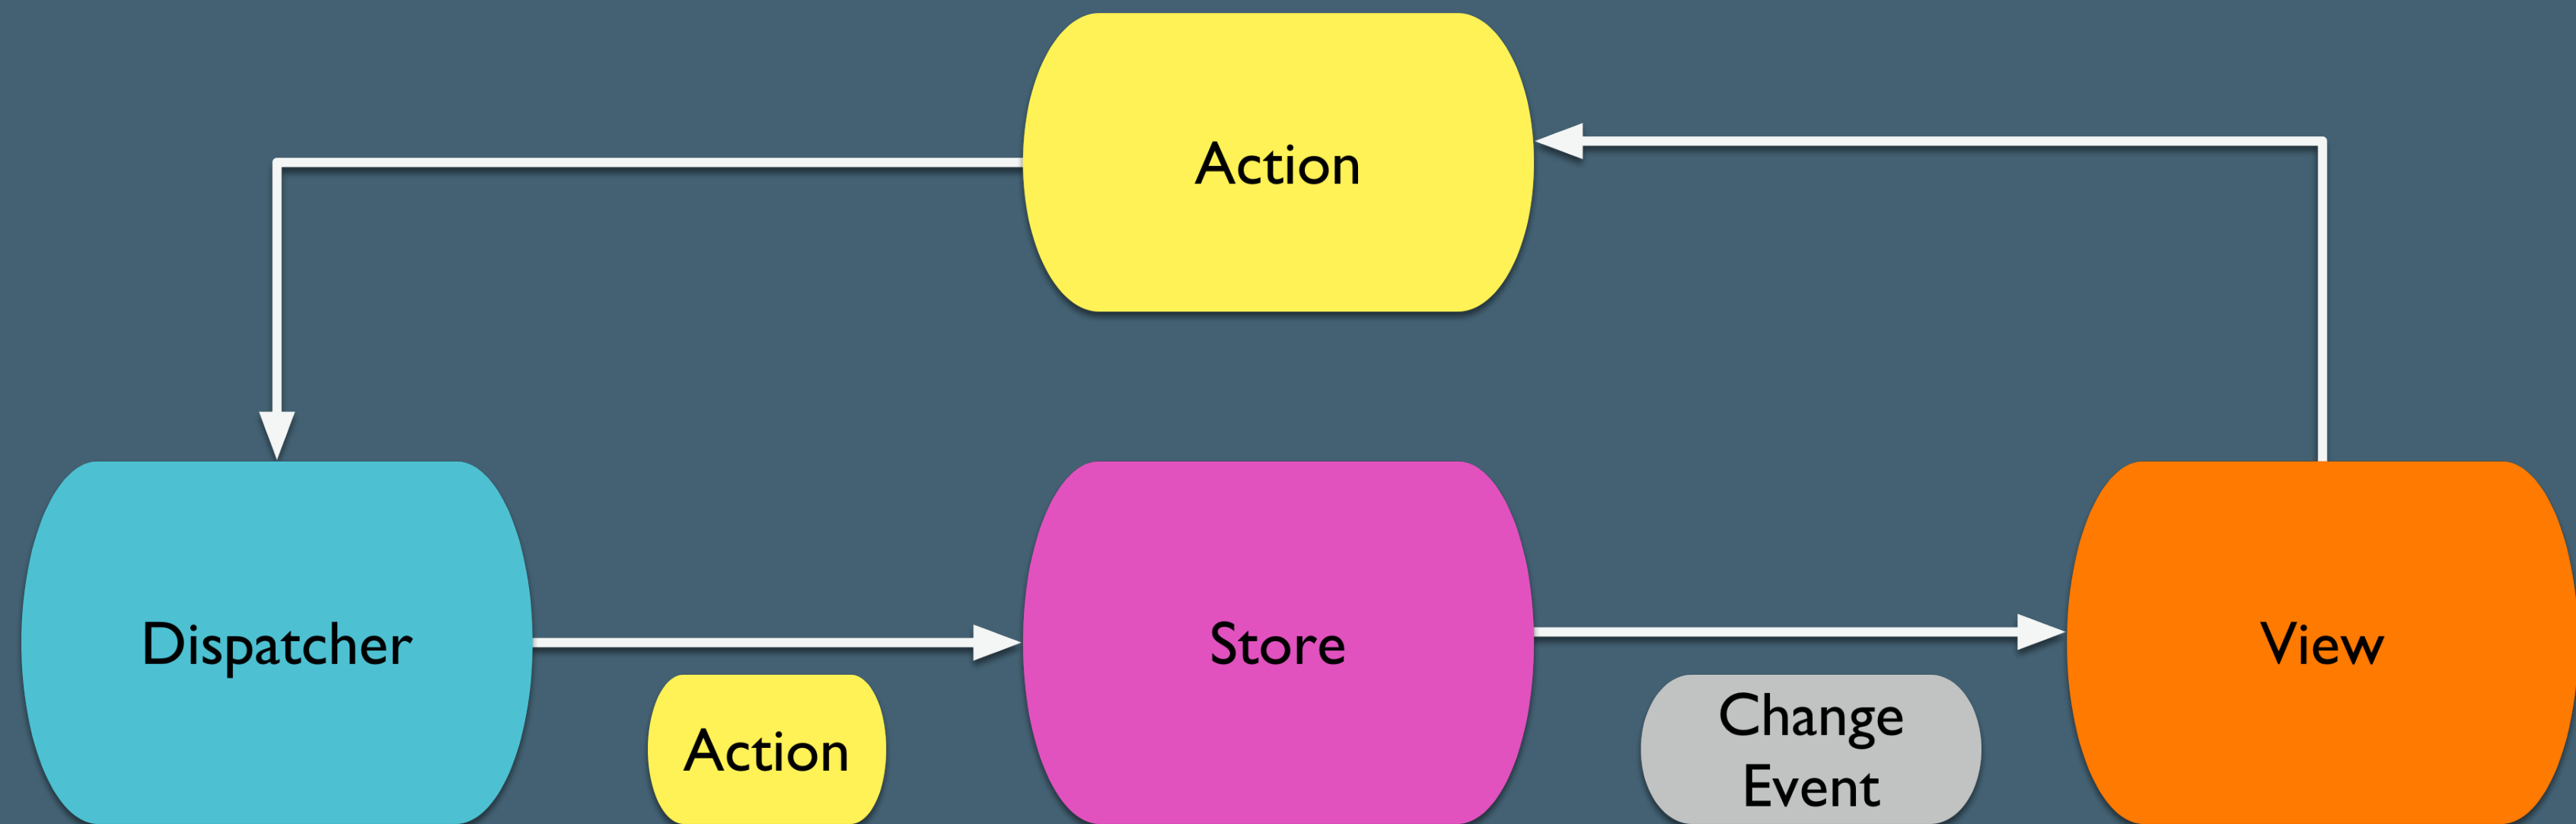 Action
Dispatcher
Store
View
Action
Change
Event